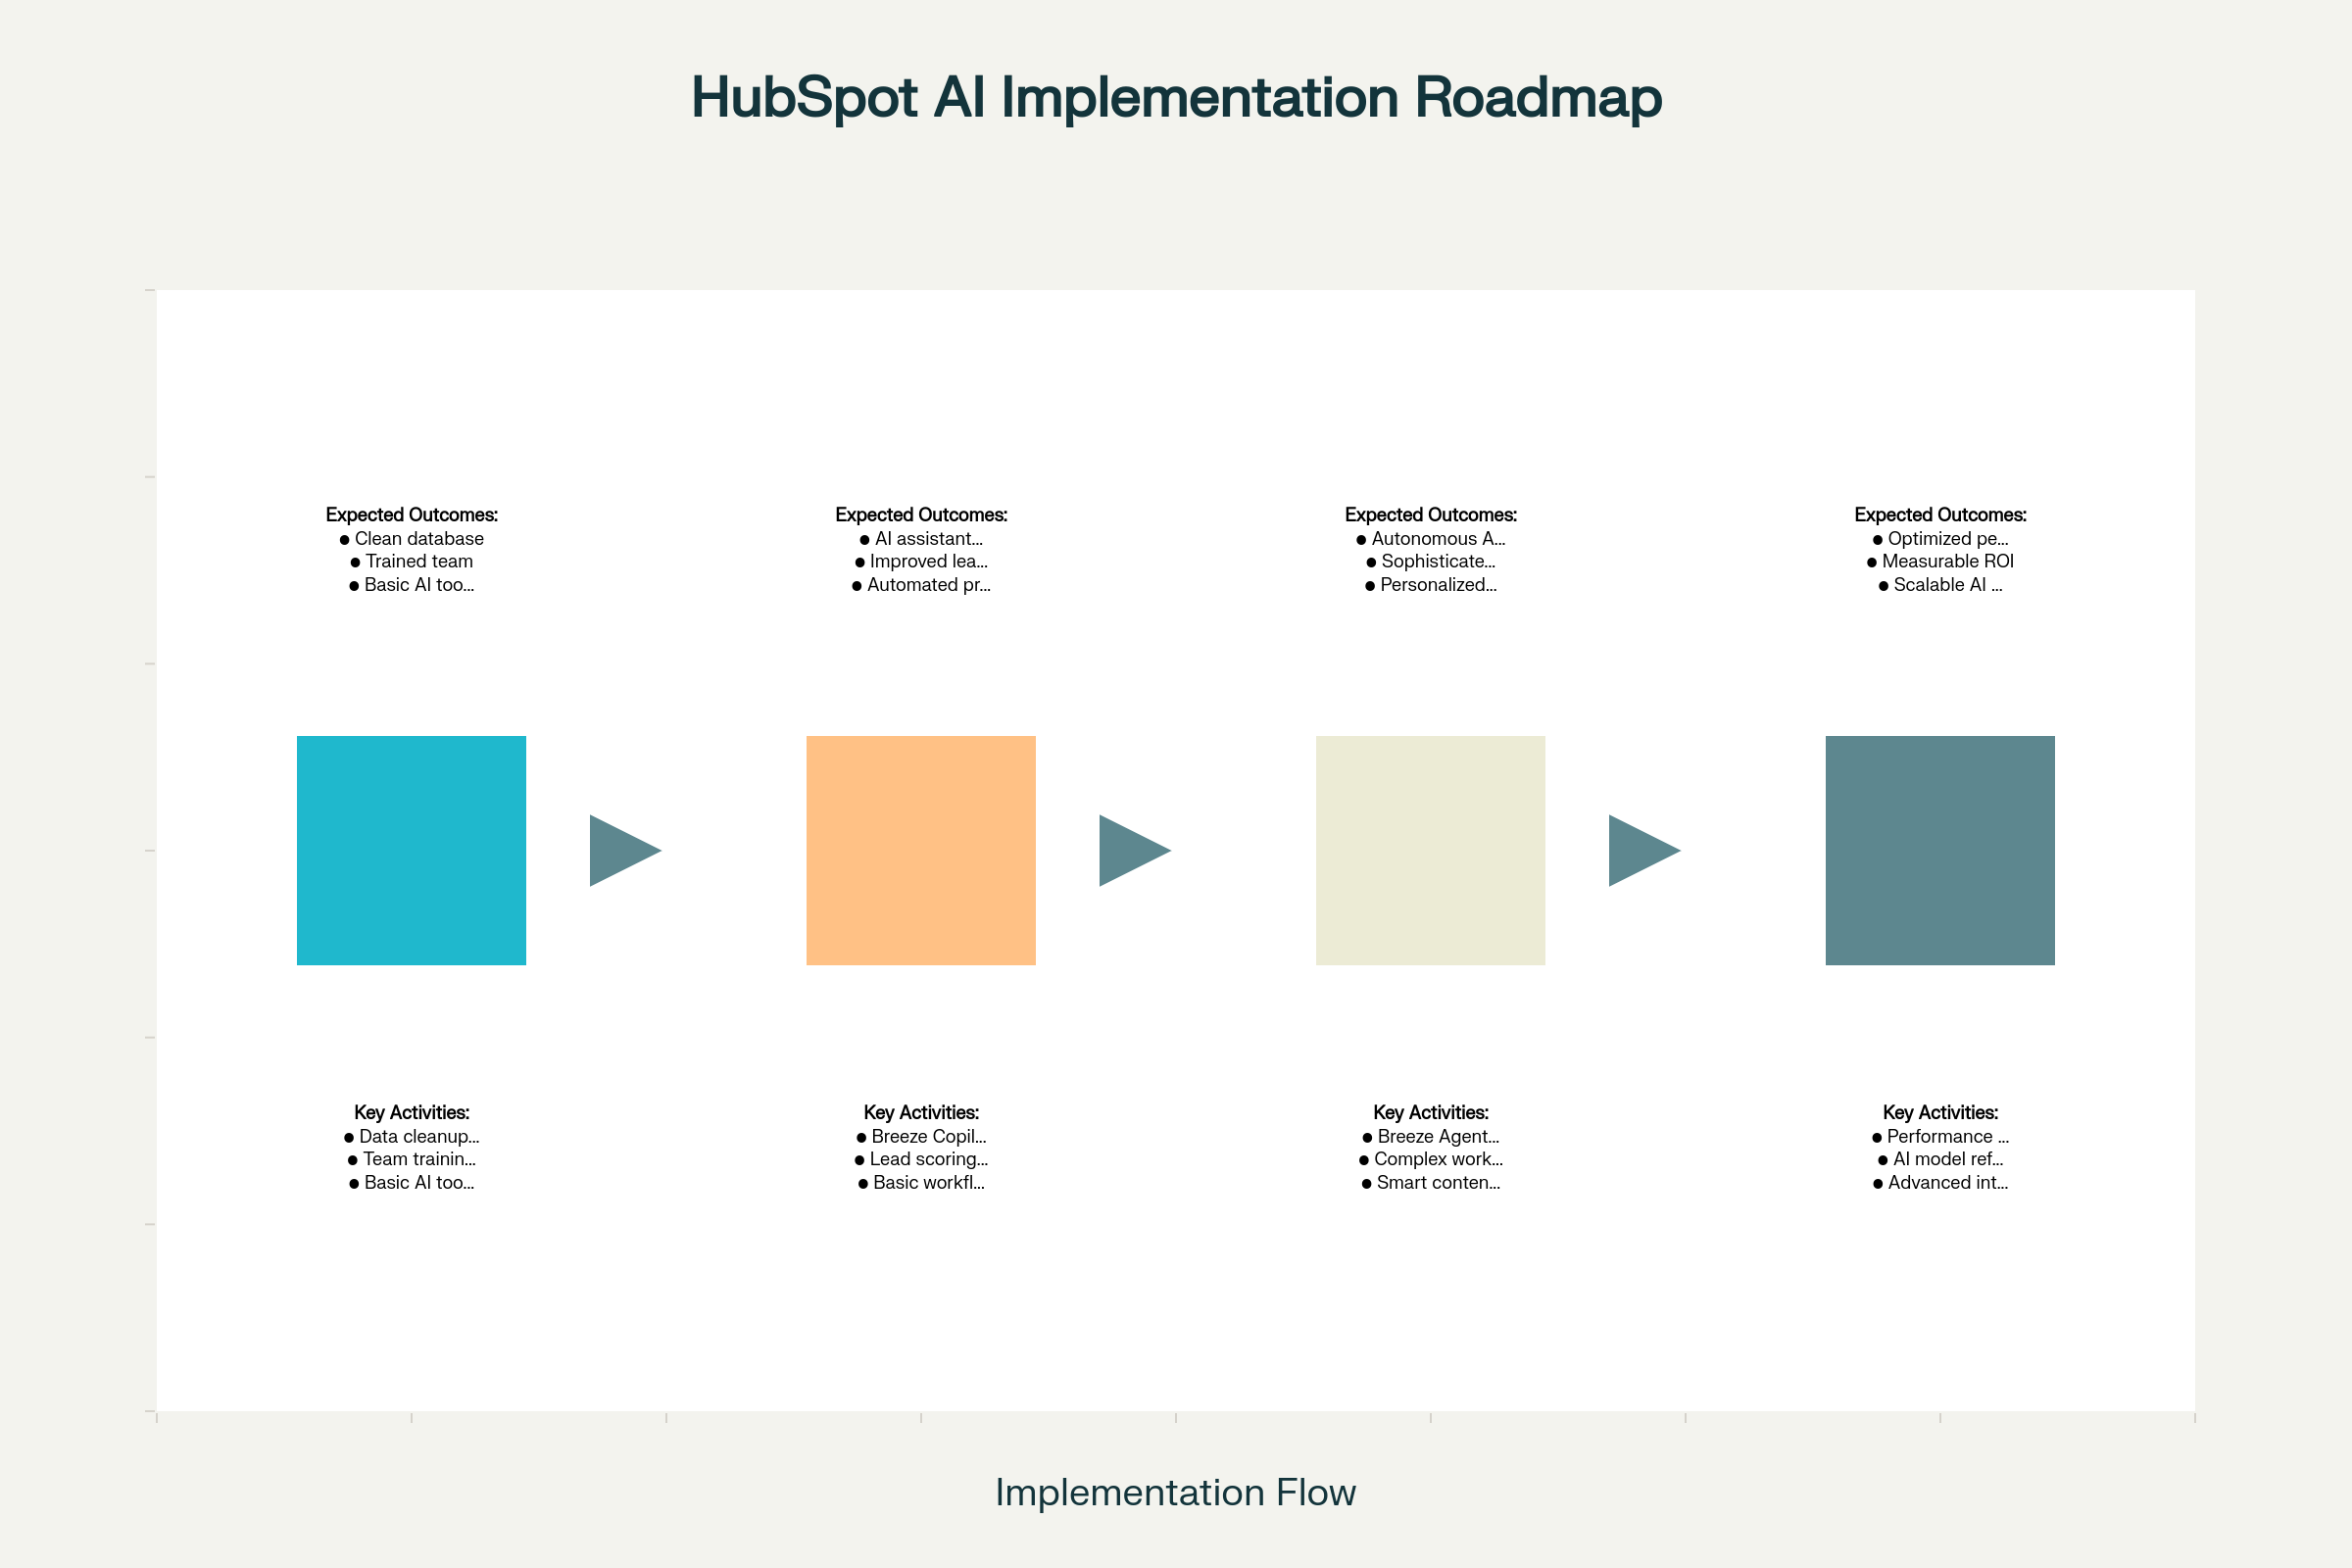 HubSpot AI Implementation Roadmap
Expected Outcomes:
● Clean database
● Trained team
● Basic AI too...
Expected Outcomes:
● AI assistant...
● Improved lea...
● Automated pr...
Expected Outcomes:
● Autonomous A...
● Sophisticate...
● Personalized...
Expected Outcomes:
● Optimized pe...
● Measurable ROI
● Scalable AI ...
Key Activities:
● Data cleanup...
● Team trainin...
● Basic AI too...
Key Activities:
● Breeze Copil...
● Lead scoring...
● Basic workfl...
Key Activities:
● Breeze Agent...
● Complex work...
● Smart conten...
Key Activities:
● Performance ...
● AI model ref...
● Advanced int...
Implementation Flow